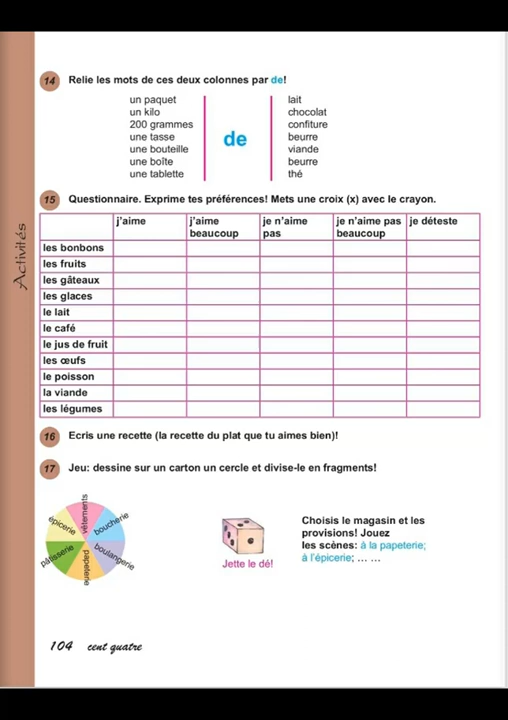 14 Relie les mots de ces deux colonnes par de!
un paquet
un kilo
200 grammes
une tasse
une bouteille
une boîte
une tablette
de
lait
chocolat
confiture
beurre
viande
beurre
thé
Activités
15 Questionnaire. Exprime tes préférences! Mets une croix (x) avec le crayon.
j'aime
j'aime beaucoup
je n'aime pas
je n'aime pas beaucoup
je déteste
les bonbons
les fruits
les gâteaux
les glaces
le lait
le café
le jus de fruit
les œufs
le poisson
la viande
les légumes
16 Ecris une recette (la recette du plat que tu aimes bien)!
17 Jeu: dessine sur un carton un cercle et divise-le en fragments!
épicerie
vêtements
boucherie
boulangerie
papeterie
pâtisserie
Jette le dé!
Choisis le magasin et les
provisions! Jouez
les scènes: à la papeterie;
à l'épicerie; ... ...
104 cent quatre